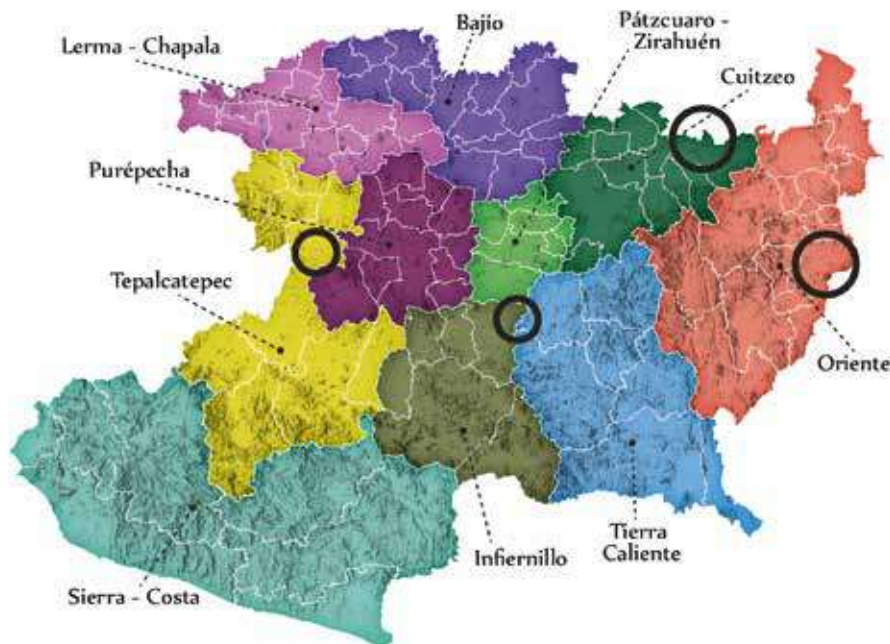 Lerma - Chapala
Bajío
Pátzcuaro -
Zirahuén
Cuitzeo
Purépecha
Tepalcatepec
Oriente
Infiernillo
Tierra
Caliente
Sierra - Costa